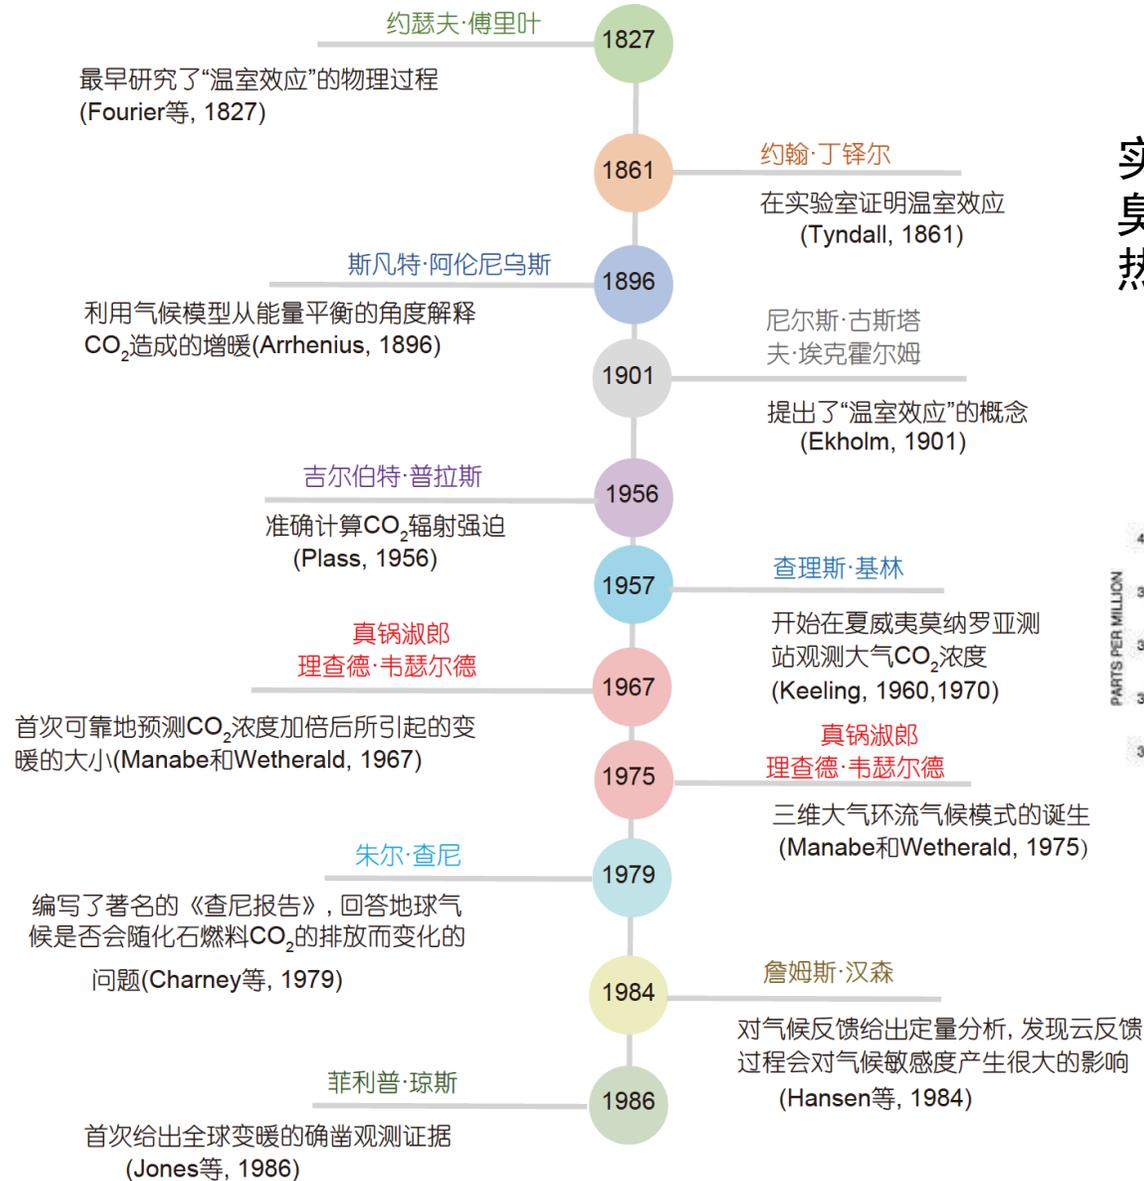 约瑟夫·傅里叶
1827
最早研究了“温室效应”的物理过程
(Fourier等, 1827)
1861
约翰·丁铎尔
在实验室证明温室效应
(Tyndall, 1861)
斯凡特·阿伦尼乌斯
1896
利用气候模型从能量平衡的角度解释
CO₂造成的增暖(Arrhenius, 1896)
尼尔斯·古斯塔
夫·埃克霍尔姆
1901
提出了“温室效应”的概念
(Ekholm, 1901)
吉尔伯特·普拉斯
1956
准确计算CO₂辐射强迫
(Plass, 1956)
1957
查理斯·基林
开始在夏威夷莫纳罗亚测
站观测大气CO₂浓度
(Keeling, 1960,1970)
真锅淑郎
理查德·韦瑟尔德
1967
首次可靠地预测CO₂浓度加倍后所引起的变
暖的大小(Manabe和Wetherald, 1967)
真锅淑郎
理查德·韦瑟尔德
1975
三维大气环流气候模式的诞生
(Manabe和Wetherald, 1975)
朱尔·查尼
1979
编写了著名的《查尼报告》, 回答地球气
候是否会随化石燃料CO₂的排放而变化的
问题(Charney等, 1979)
1984
詹姆斯·汉森
对气候反馈给出定量分析, 发现云反馈
过程会对气候敏感度产生很大的影响
(Hansen等, 1984)
菲利普·琼斯
1986
首次给出全球变暖的确凿观测证据
(Jones等, 1986)
PARTS PER MILLION